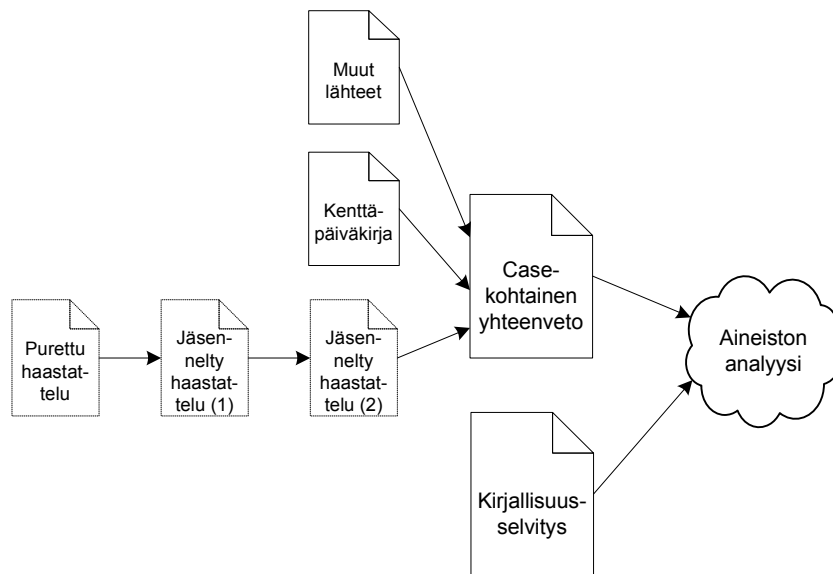 Muut
lähteet
Kenttä-
päiväkirja
Purettu
haastat-
telu
Jäsen-
nelty
haastat-
telu (1)
Jäsen-
nelty
haastat-
telu (2)
Case-
kohtainen
yhteenveto
Kirjallisuus-
selvitys
Aineiston
analyysi